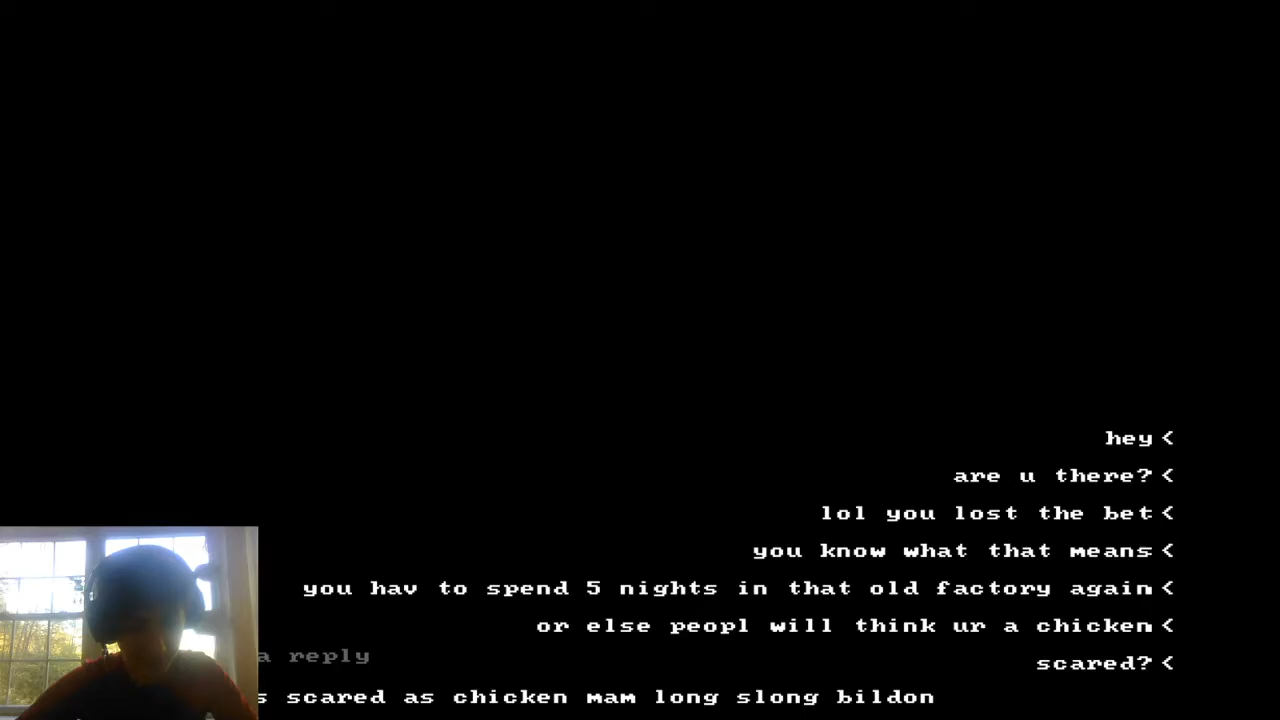 hey <
are u there? <
lol you lost the bet <
you know what that means <
you hav to spend 5 nights in that old factory again <
or else peopl will think ur a chicken <
a reply
scared? <
s scared as chicken mam long slong bildon